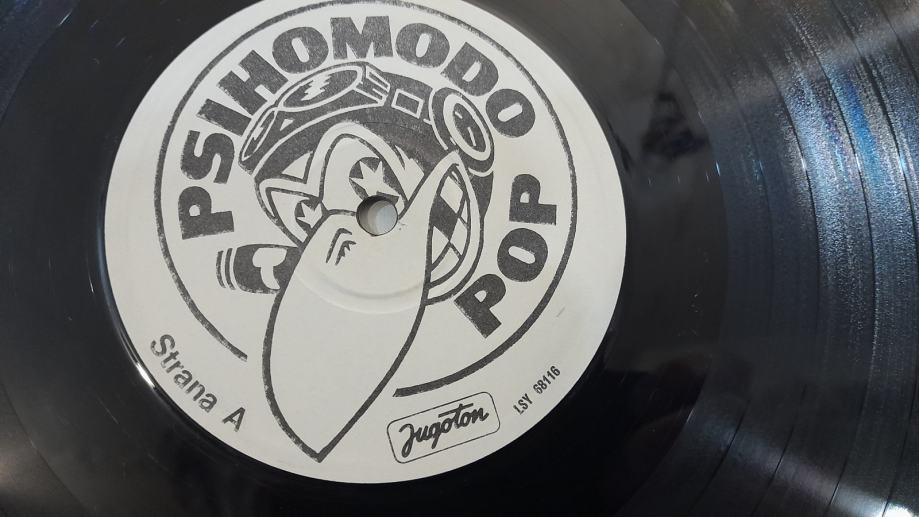 PSIHOMODO
POP
Strana A
Jugoton
LSY 68116